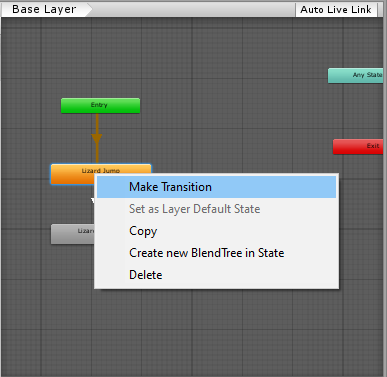 Base Layer
Auto Live Link
Any State
Entry
Exit
Lizard Jump
Make Transition
Set as Layer Default State
Lizard
Copy
Create new BlendTree in State
Delete